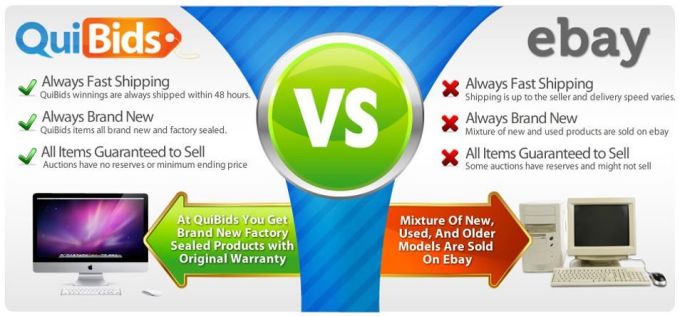 QuiBids
Always Fast Shipping
QuiBids winnings are always shipped within 48 hours.
Always Brand New
QuiBids items all brand new and factory sealed.
All Items Guaranteed to Sell
Auctions have no reserves or minimum ending price
At QuiBids You Get
Brand New Factory
Sealed Products with
Original Warranty
VS
ebay
Always Fast Shipping
Shipping is up to the seller and delivery speed varies.
Always Brand New
Mixture of new and used products are sold on ebay
All Items Guaranteed to Sell
Some auctions have reserves and might not sell
Mixture Of New,
Used, And Older
Models Are Sold
On Ebay